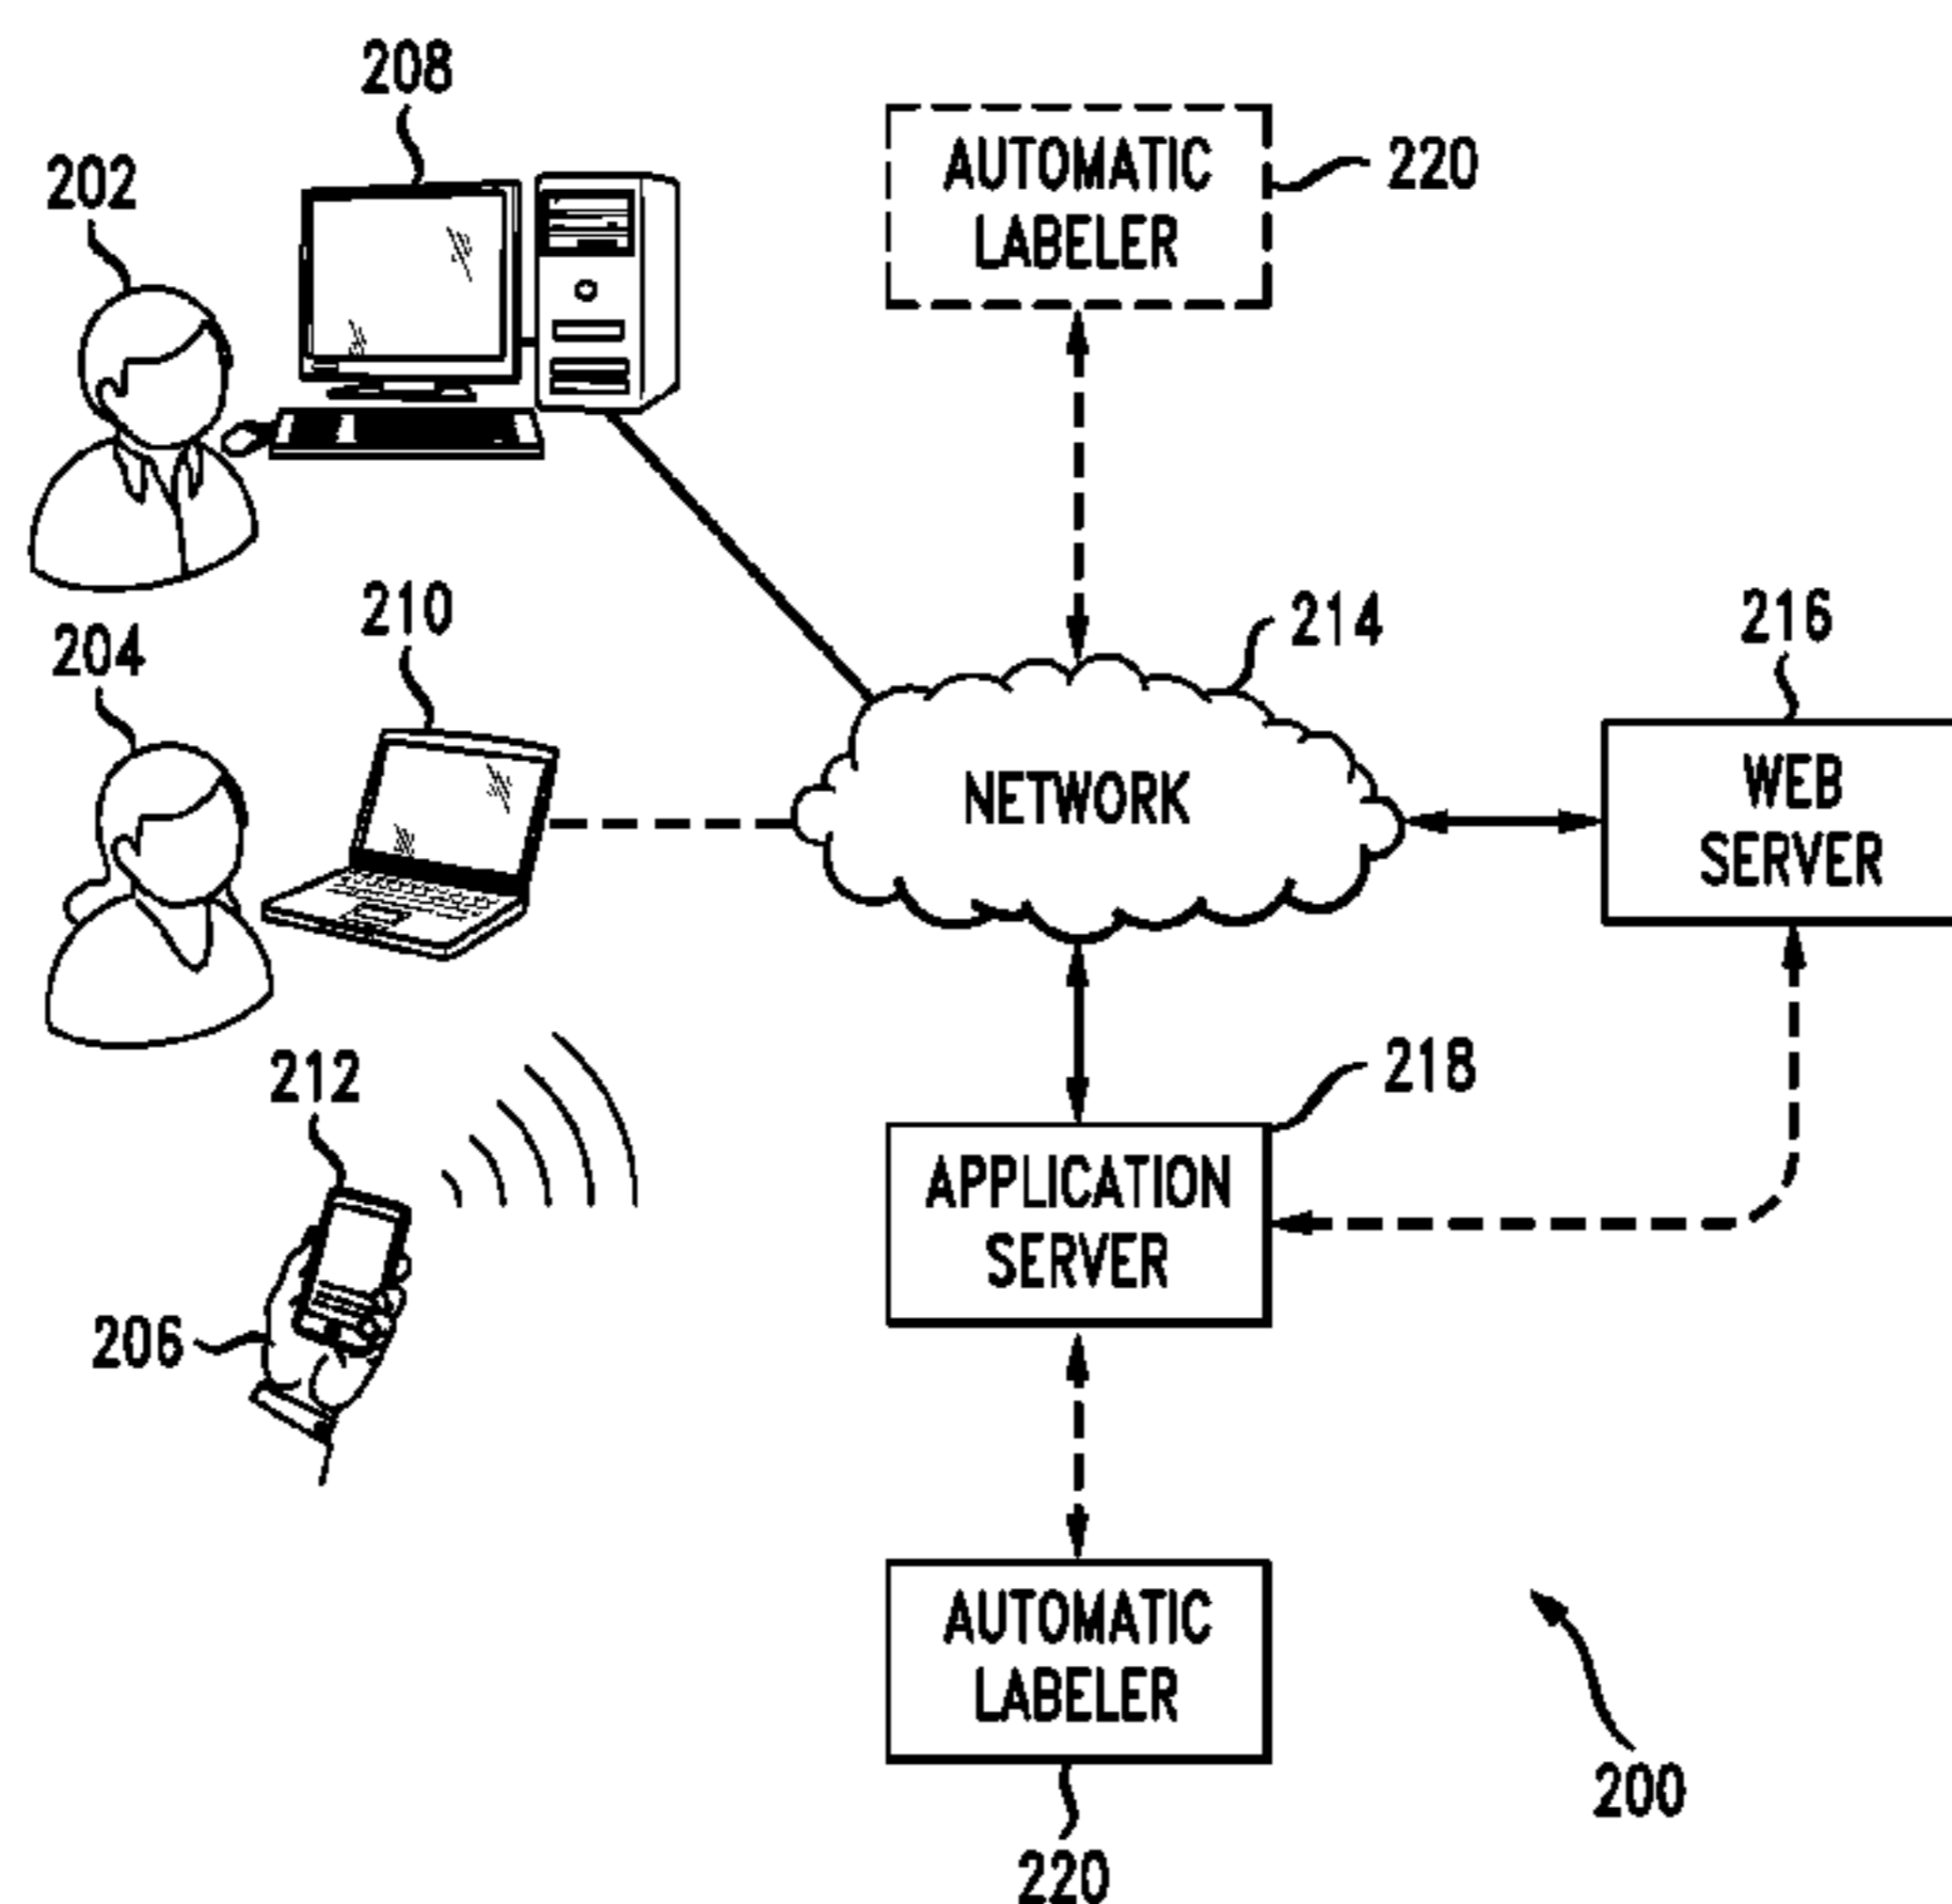 208
202
AUTOMATIC
LABELER
220
210
204
214
216
NETWORK
WEB
SERVER
212
218
APPLICATION
SERVER
206
AUTOMATIC
LABELER
200
220